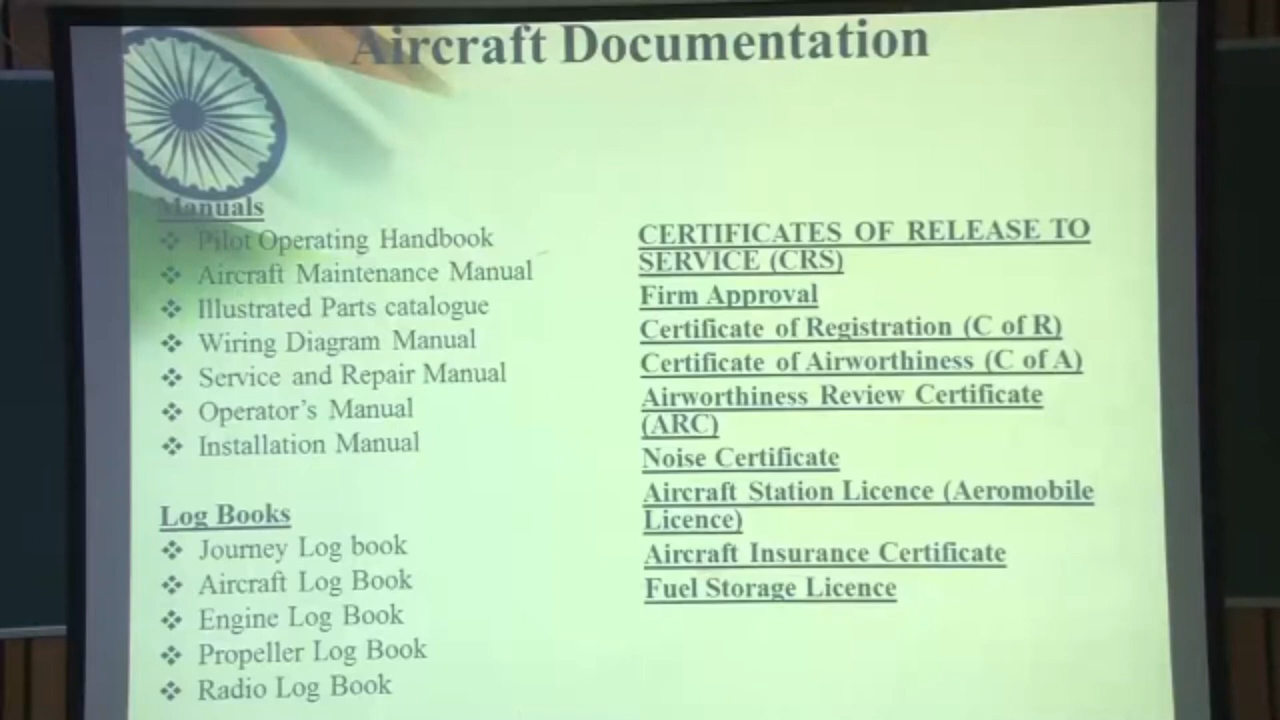 Aircraft Documentation
Manuals
Pilot Operating Handbook
Aircraft Maintenance Manual
Illustrated Parts catalogue
Wiring Diagram Manual
Service and Repair Manual
Operator's Manual
Installation Manual
Log Books
Journey Log book
Aircraft Log Book
Engine Log Book
Propeller Log Book
Radio Log Book
CERTIFICATES OF RELEASE TO
SERVICE (CRS)
Firm Approval
Certificate of Registration (C of R)
Certificate of Airworthiness (C of A)
Airworthiness Review Certificate
(ARC)
Noise Certificate
Aircraft Station Licence (Aeromobile
Licence)
Aircraft Insurance Certificate
Fuel Storage Licence